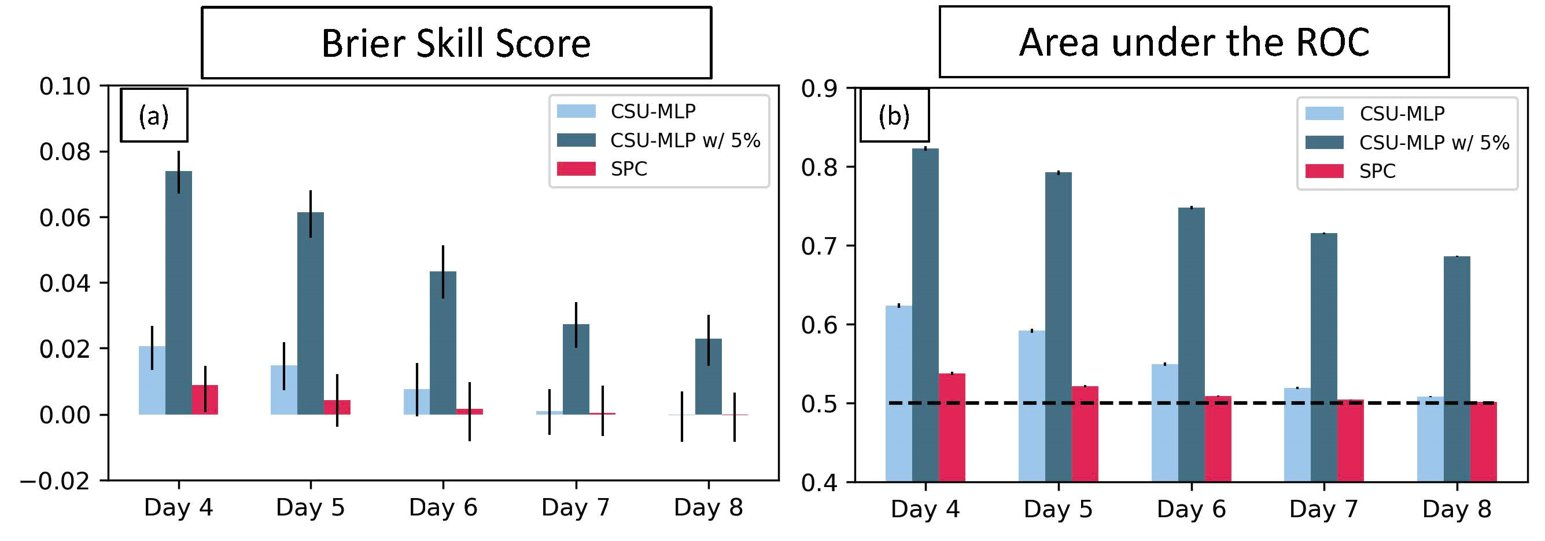 Brier Skill Score
(a)
CSU-MLP
CSU-MLP w/ 5%
SPC
0.10
0.08
0.06
0.04
0.02
0.00
−0.02
Day 4 Day 5 Day 6 Day 7 Day 8
Area under the ROC
(b)
CSU-MLP
CSU-MLP w/ 5%
SPC
0.9
0.8
0.7
0.6
0.5
0.4
Day 4 Day 5 Day 6 Day 7 Day 8